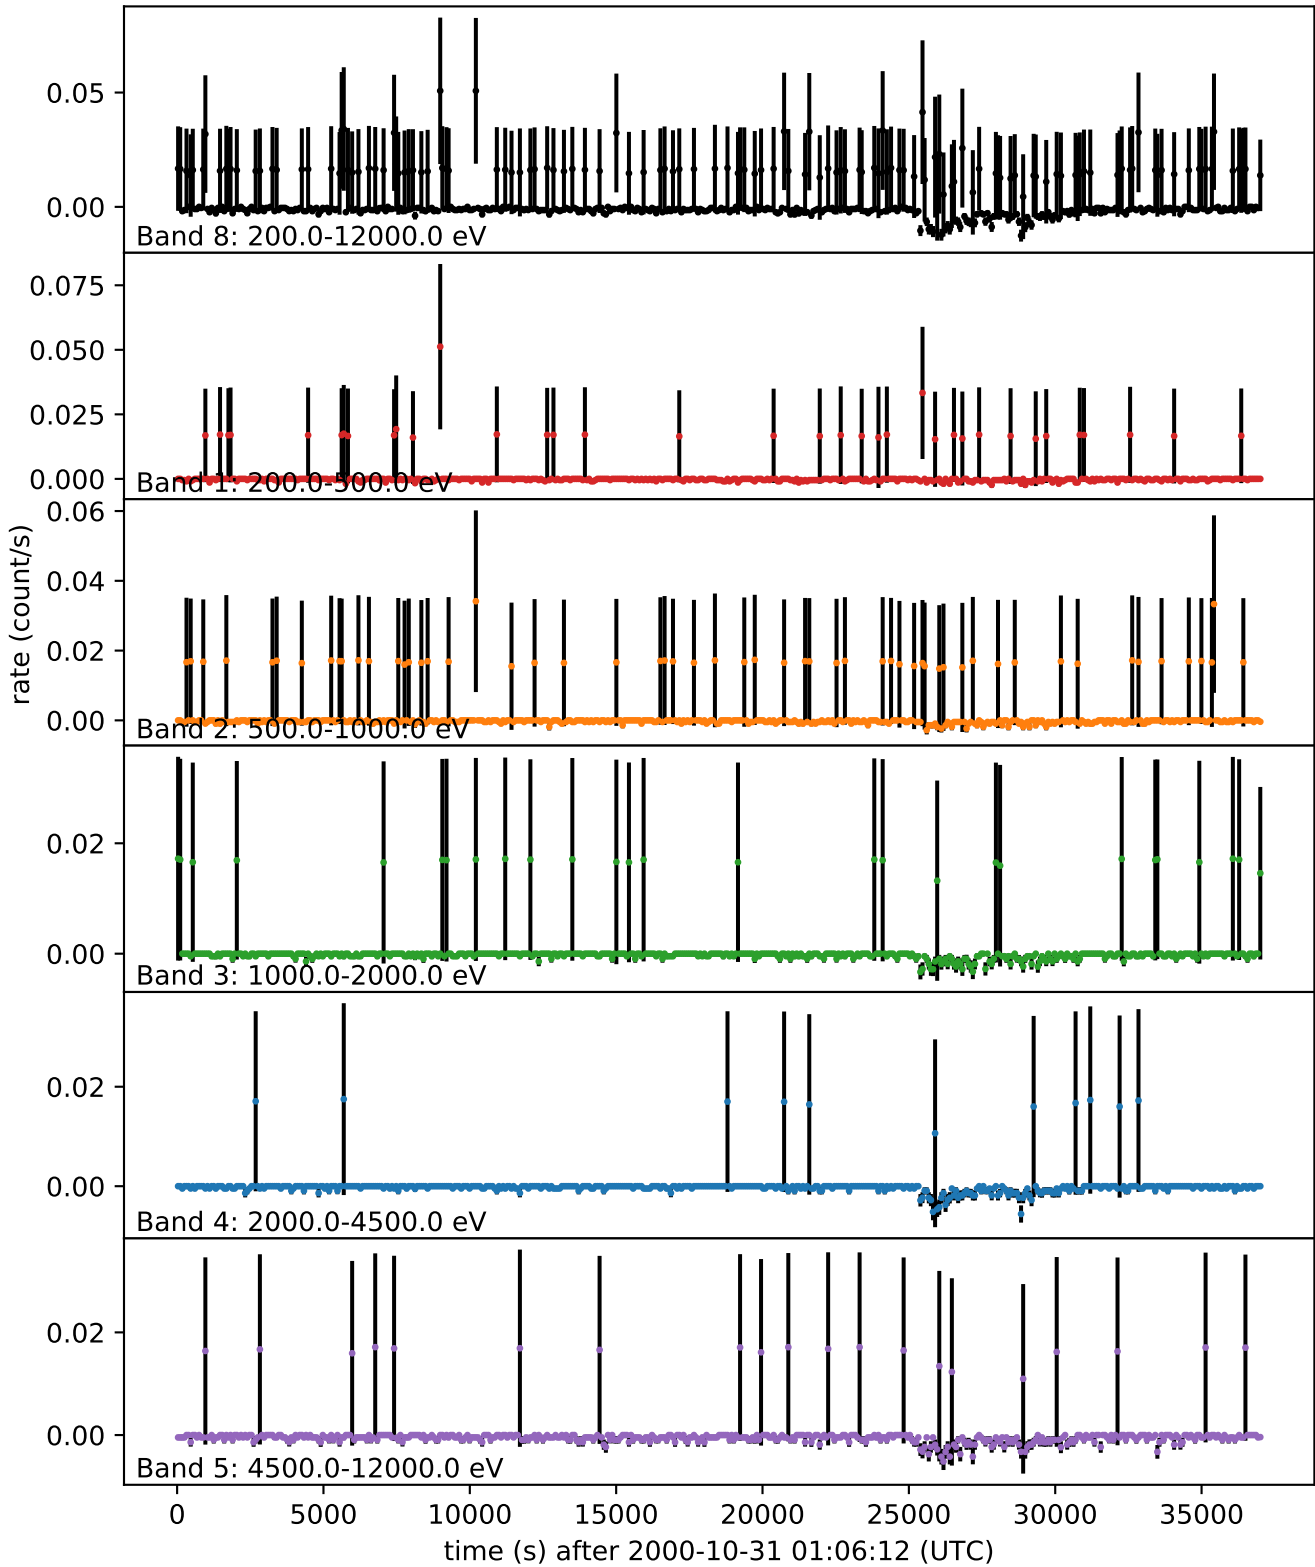 0.05
0.00
Band 8: 200.0-12000.0 eV
0.075
0.050
0.025
0.000
Band 1: 200.0-500.0 eV
0.06
0.04
0.02
0.00
Band 2: 500.0-1000.0 eV
rate (count/s)
0.02
0.00
Band 3: 1000.0-2000.0 eV
0.02
0.00
Band 4: 2000.0-4500.0 eV
0.02
0.00
Band 5: 4500.0-12000.0 eV
0 5000 10000 15000 20000 25000 30000 35000
time (s) after 2000-10-31 01:06:12 (UTC)